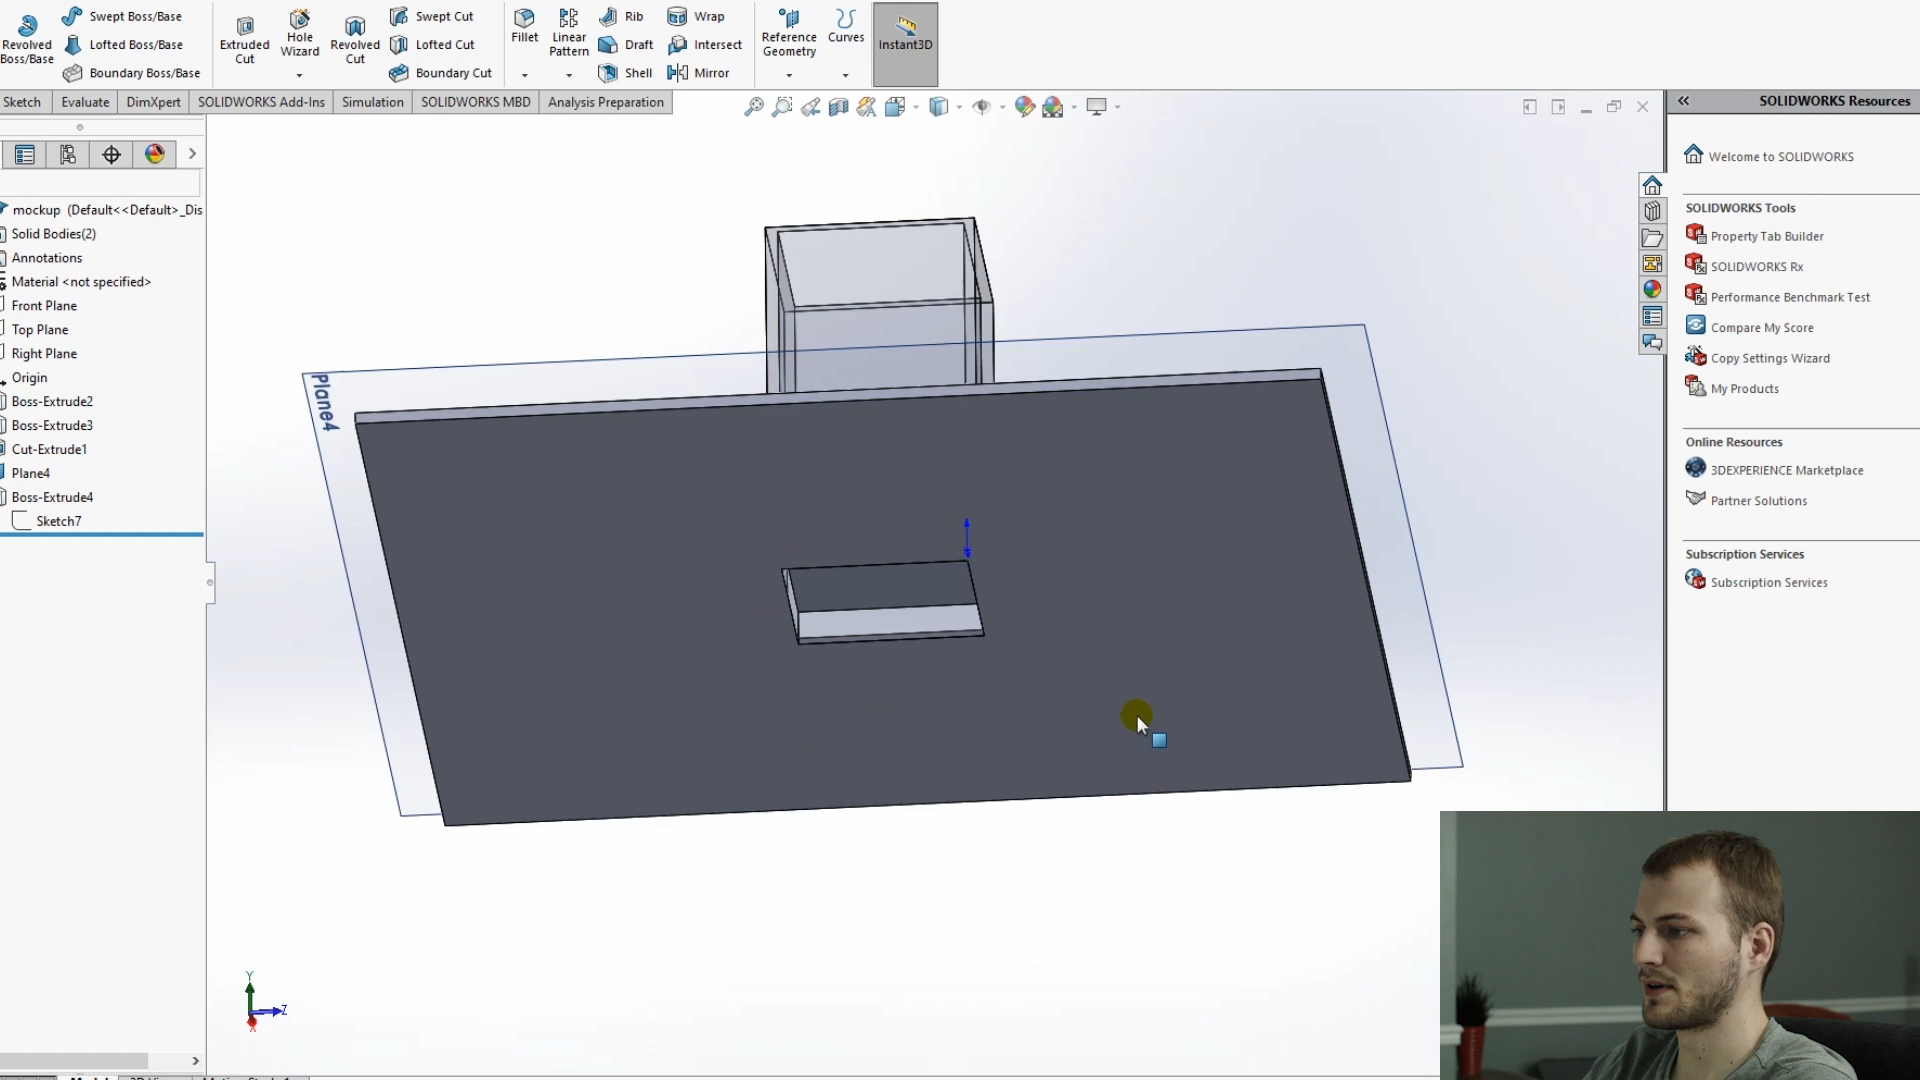 Revolved Boss/Base
Swept Boss/Base
Lofted Boss/Base
Boundary Boss/Base
Extruded Cut
Hole Wizard
Revolved Cut
Swept Cut
Lofted Cut
Boundary Cut
Fillet
Linear Pattern
Rib
Draft
Shell
Wrap
Intersect
Mirror
Reference Geometry
Curves
Instant3D
Sketch
Evaluate
DimXpert
SOLIDWORKS Add-Ins
Simulation
SOLIDWORKS MBD
Analysis Preparation
mockup (Default<<Default>_Dis
Solid Bodies(2)
Annotations
Material <not specified>
Front Plane
Top Plane
Right Plane
Origin
Boss-Extrude2
Boss-Extrude3
Cut-Extrude1
Plane4
Boss-Extrude4
Sketch7
Plane4
Y
Z
X
SOLIDWORKS Resources
Welcome to SOLIDWORKS
SOLIDWORKS Tools
Property Tab Builder
SOLIDWORKS Rx
Performance Benchmark Test
Compare My Score
Copy Settings Wizard
My Products
Online Resources
3DEXPERIENCE Marketplace
Partner Solutions
Subscription Services
Subscription Services